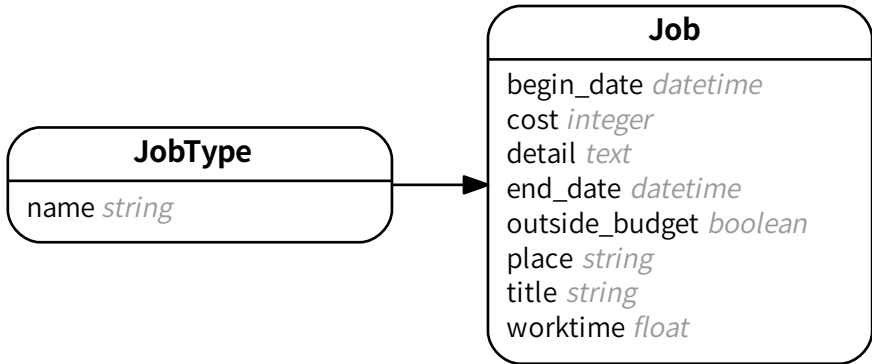 JobType
name string
Job
begin_date datetime
cost integer
detail text
end_date datetime
outside_budget boolean
place string
title string
worktime float